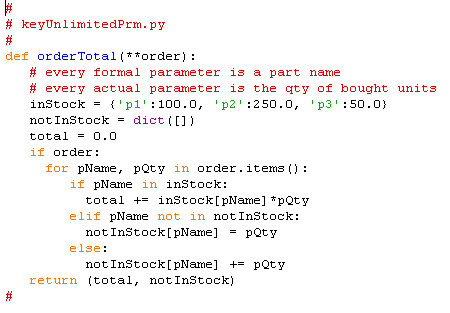 #
# keyUnlimitedPrm.py
#
def orderTotal(**order):
   # every formal parameter is a part name
   # every actual parameter is the qty of bought units
   inStock = {'p1':100.0, 'p2':250.0, 'p3':50.0}
   notInStock = dict([])
   total = 0.0
   if order:
     for pName, pQty in order.items():
        if pName in inStock:
          total += inStock[pName]*pQty
        elif pName not in notInStock:
          notInStock[pName] = pQty
        else:
          notInStock[pName] += pQty
   return (total, notInStock)
#